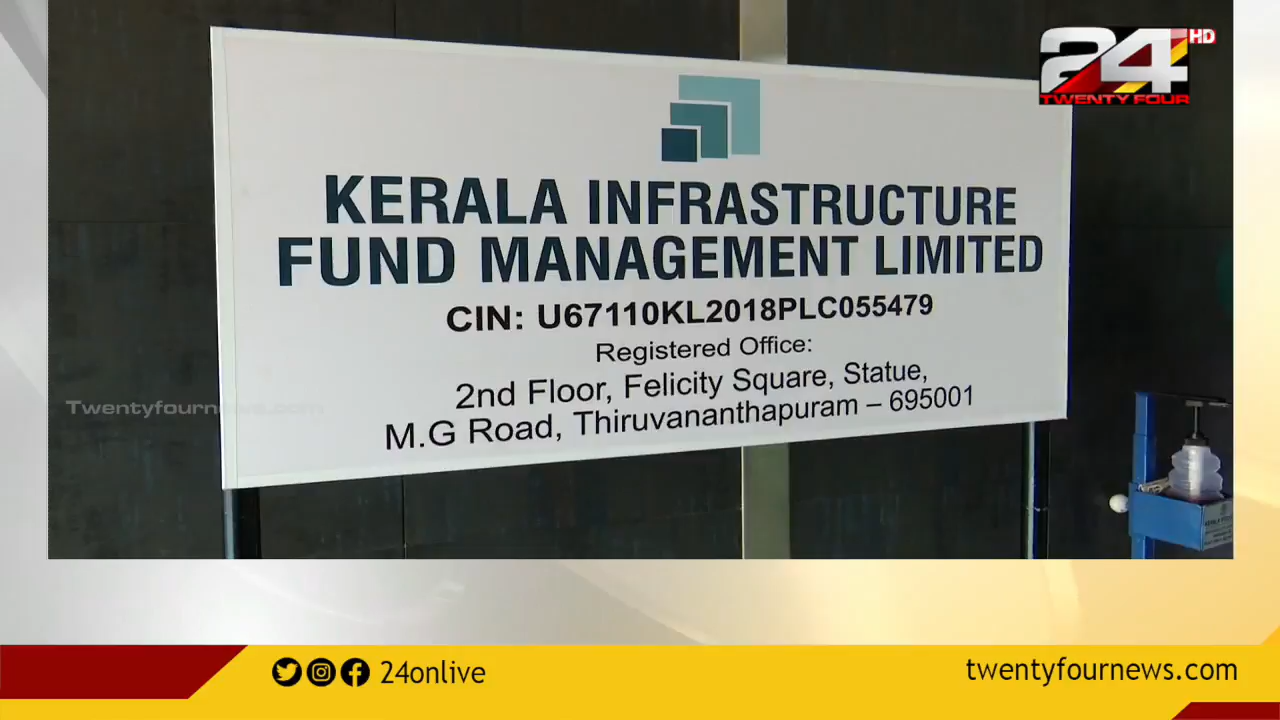 24
HD
TWENTY FOUR
KERALA INFRASTRUCTURE
FUND MANAGEMENT LIMITED
CIN: U67110KL2018PLC055479
Registered Office:
2nd Floor, Felicity Square, Statue,
M.G Road, Thiruvananthapuram – 695001
Twentyfournews.com
24onlive
twentyfournews.com